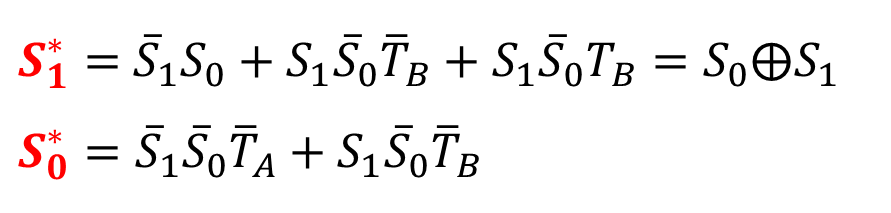 S₁* = S̄₁S₀ + S₁S̄₀T̄_B + S₁S̄₀T_B = S₀⊕S₁
S₀* = S̄₁S̄₀T̄_A + S₁S̄₀T̄_B